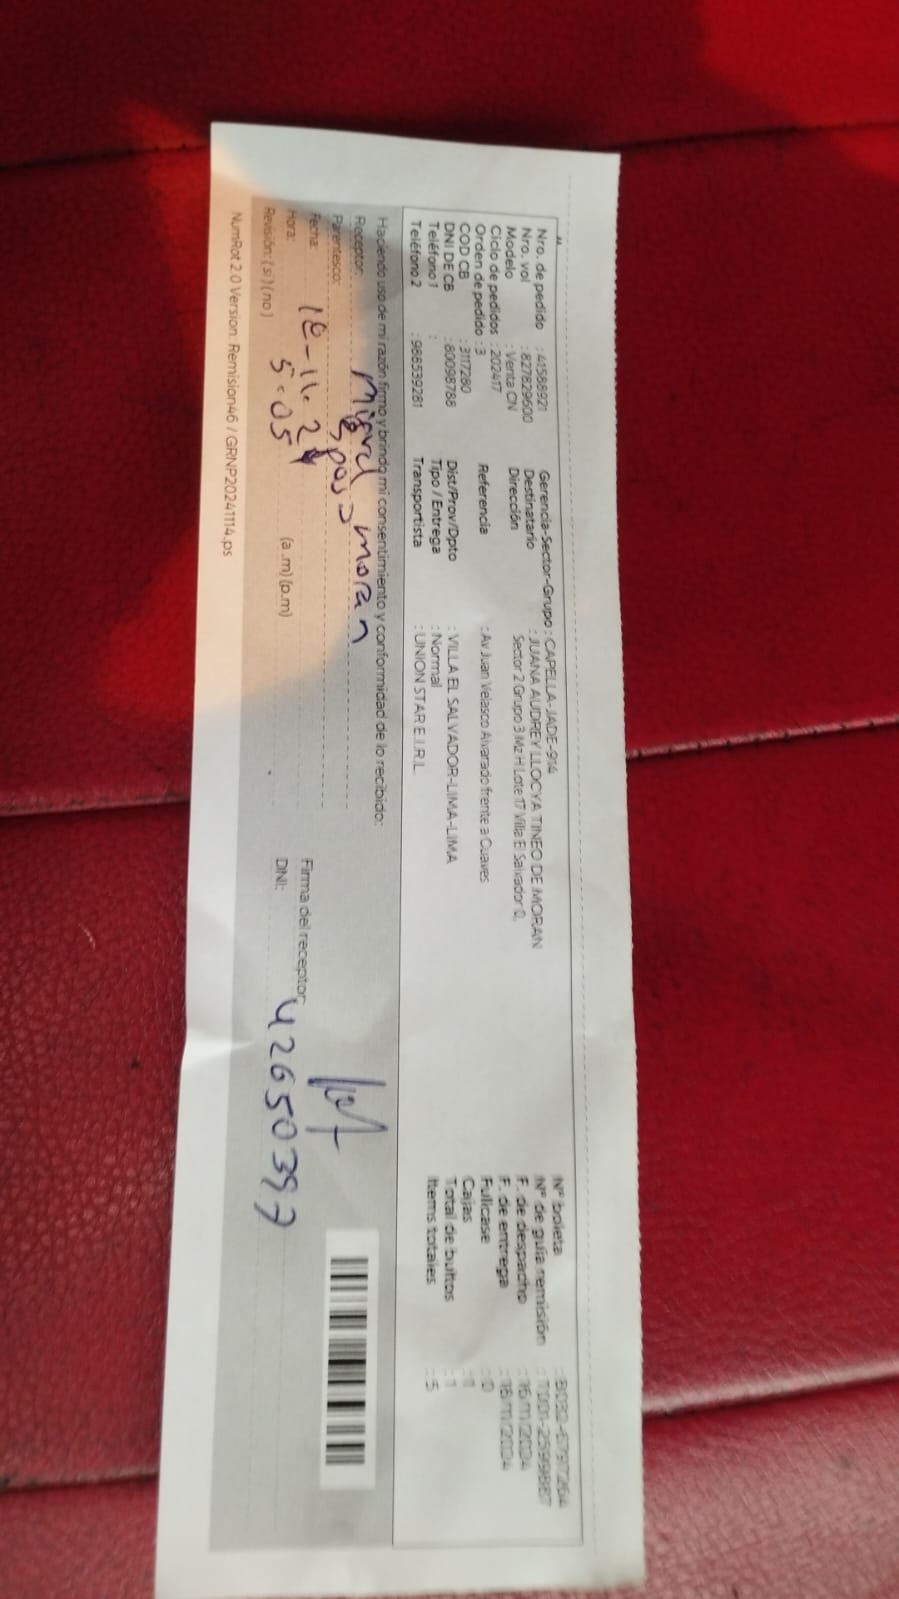 Nro. de pedido : 41588921
Nro. vol : 827829600
Modelo : Venta CN
Ciclo de pedidos : 202417
Orden de pedido : 3
COD CB : 3117280
DNI DE CB : 80098788
Teléfono 1 :
Teléfono 2 : 988539281
Gerencia-Sector-Grupo : CAPELLA-JADE-914
Destinatario : JUANA AUDREY LLOCYA TINEO DE MORAN
Dirección Sector 2 Grupo 3 Mz H Lote 17 Villa El Salvador 0,
Referencia : Av Juan Velasco Alvarado frente a Cuaves
Dist/Prov/Dpto : VILLA EL SALVADOR-LIMA-LIMA
Tipo / Entrega : Normal
Transportista : UNION STAR E.I.R.L
N° boleta
N° de guía remisión
F. de despacho
F. de entrega : 18/11/2024
Fullcase : 0
Cajas : 1
Total de bultos : 1
Items totales : 5
Haciendo uso de mi razón firmo y brindo mi consentimiento y conformidad de lo recibido:
Receptor: Miguel moran
Parentesco: Esposo
Fecha: 18-11-24
Hora: 5:05 (a.m) (p.m)
Revisión: (si) (no)
Firma del receptor
DNI: 42650397
NumRot 2.0 Version: Remision46 / GRNP20241114.ps